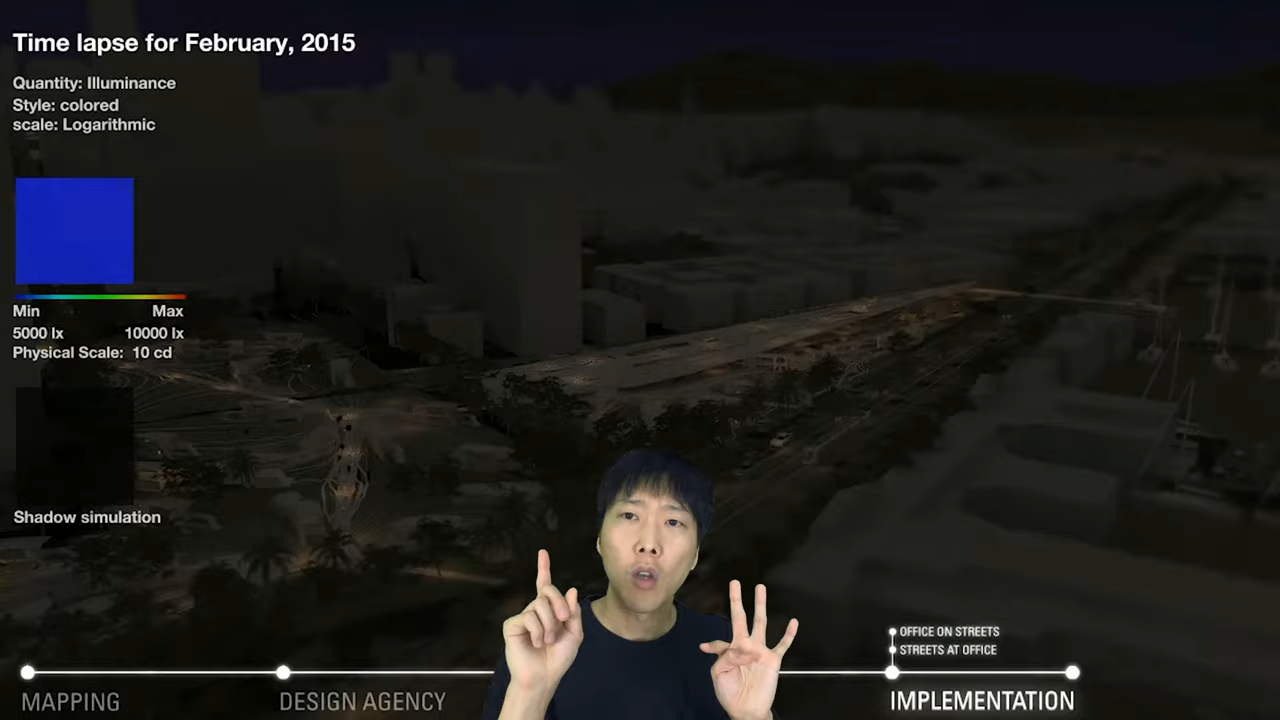 Time lapse for February, 2015
Quantity: Illuminance
Style: colored
scale: Logarithmic
Min Max
5000 lx 10000 lx
Physical Scale: 10 cd
Shadow simulation
OFFICE ON STREETS
STREETS AT OFFICE
MAPPING DESIGN AGENCY IMPLEMENTATION